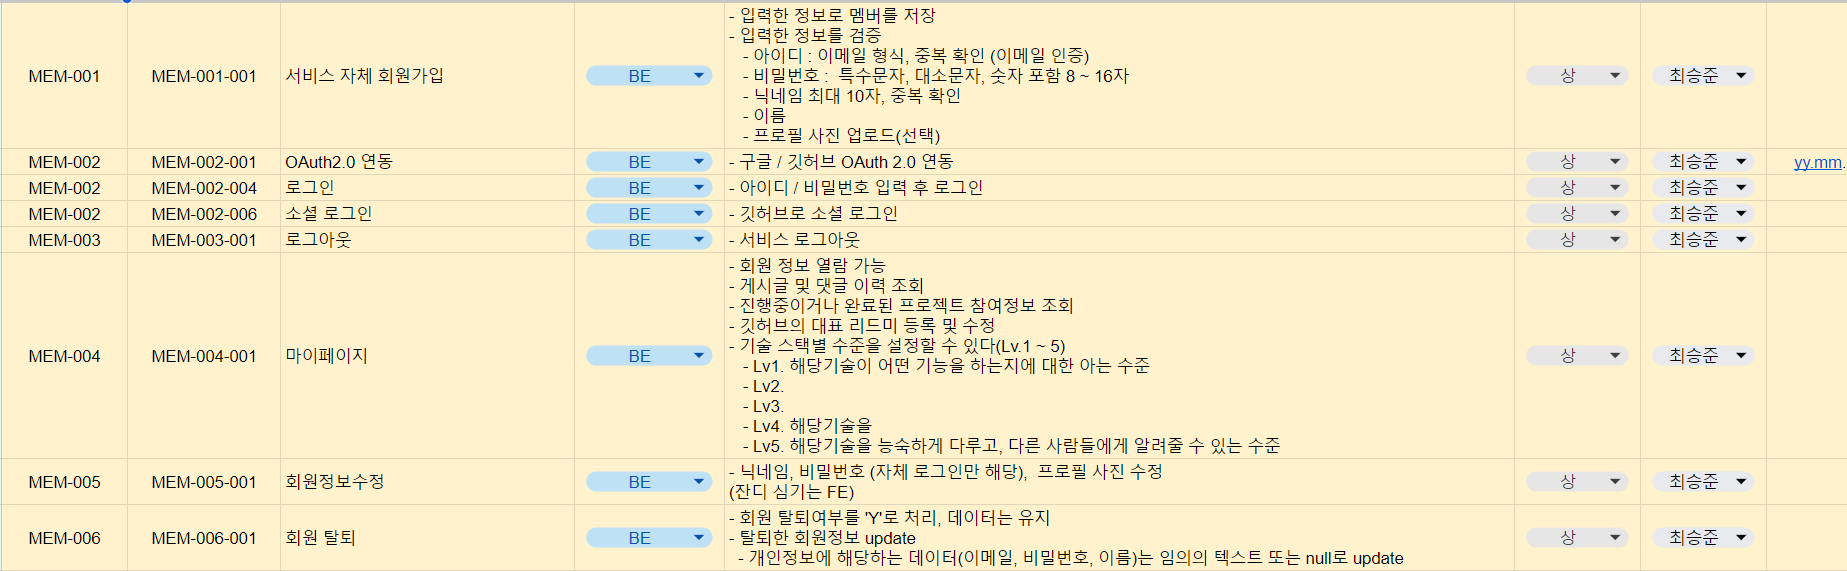 MEM-001 MEM-001-001 서비스 자체 회원가입 BE
- 입력한 정보로 멤버를 저장
- 입력한 정보를 검증
- 아이디 : 이메일 형식, 중복 확인 (이메일 인증)
- 비밀번호 : 특수문자, 대소문자, 숫자 포함 8 ~ 16자
- 닉네임 최대 10자, 중복 확인
- 이름
- 프로필 사진 업로드(선택)
상 최승준
MEM-002 MEM-002-001 OAuth2.0 연동 BE - 구글 / 깃허브 OAuth 2.0 연동 상 최승준 yy.mm.
MEM-002 MEM-002-004 로그인 BE - 아이디 / 비밀번호 입력 후 로그인 상 최승준
MEM-002 MEM-002-006 소셜 로그인 BE - 깃허브로 소셜 로그인 상 최승준
MEM-003 MEM-003-001 로그아웃 BE - 서비스 로그아웃 상 최승준
MEM-004 MEM-004-001 마이페이지 BE
- 회원 정보 열람 가능
- 게시글 및 댓글 이력 조회
- 진행중이거나 완료된 프로젝트 참여정보 조회
- 깃허브의 대표 리드미 등록 및 수정
- 기술 스택별 수준을 설정할 수 있다(Lv.1 ~ 5)
- Lv1. 해당기술이 어떤 기능을 하는지에 대한 아는 수준
- Lv2.
- Lv3.
- Lv4. 해당기술을
- Lv5. 해당기술을 능숙하게 다루고, 다른 사람들에게 알려줄 수 있는 수준
상 최승준
MEM-005 MEM-005-001 회원정보수정 BE
- 닉네임, 비밀번호 (자체 로그인만 해당), 프로필 사진 수정
(잔디 심기는 FE)
상 최승준
MEM-006 MEM-006-001 회원 탈퇴 BE
- 회원 탈퇴여부를 'Y'로 처리, 데이터는 유지
- 탈퇴한 회원정보 update
- 개인정보에 해당하는 데이터(이메일, 비밀번호, 이름)는 임의의 텍스트 또는 null로 update
상 최승준